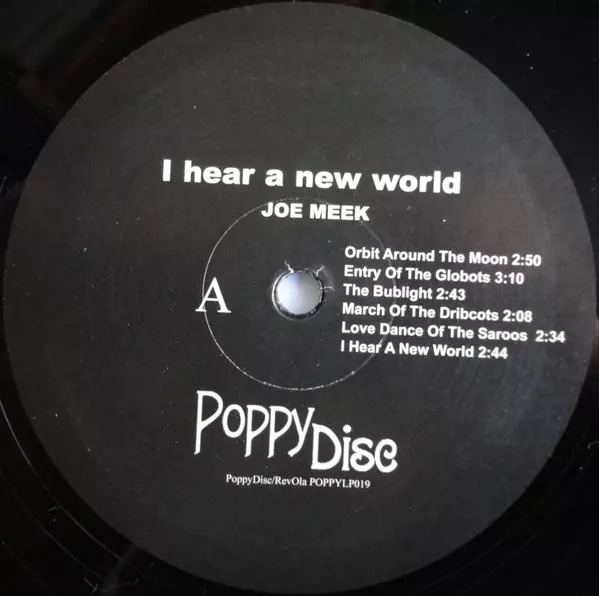 I hear a new world
JOE MEEK
A
Orbit Around The Moon 2:50
Entry Of The Globots 3:10
The Bublight 2:43
March Of The Dribcots 2:08
Love Dance Of The Saroos 2:34
I Hear A New World 2:44
POPPYDisc
PoppyDisc/RevOla POPPYLP019